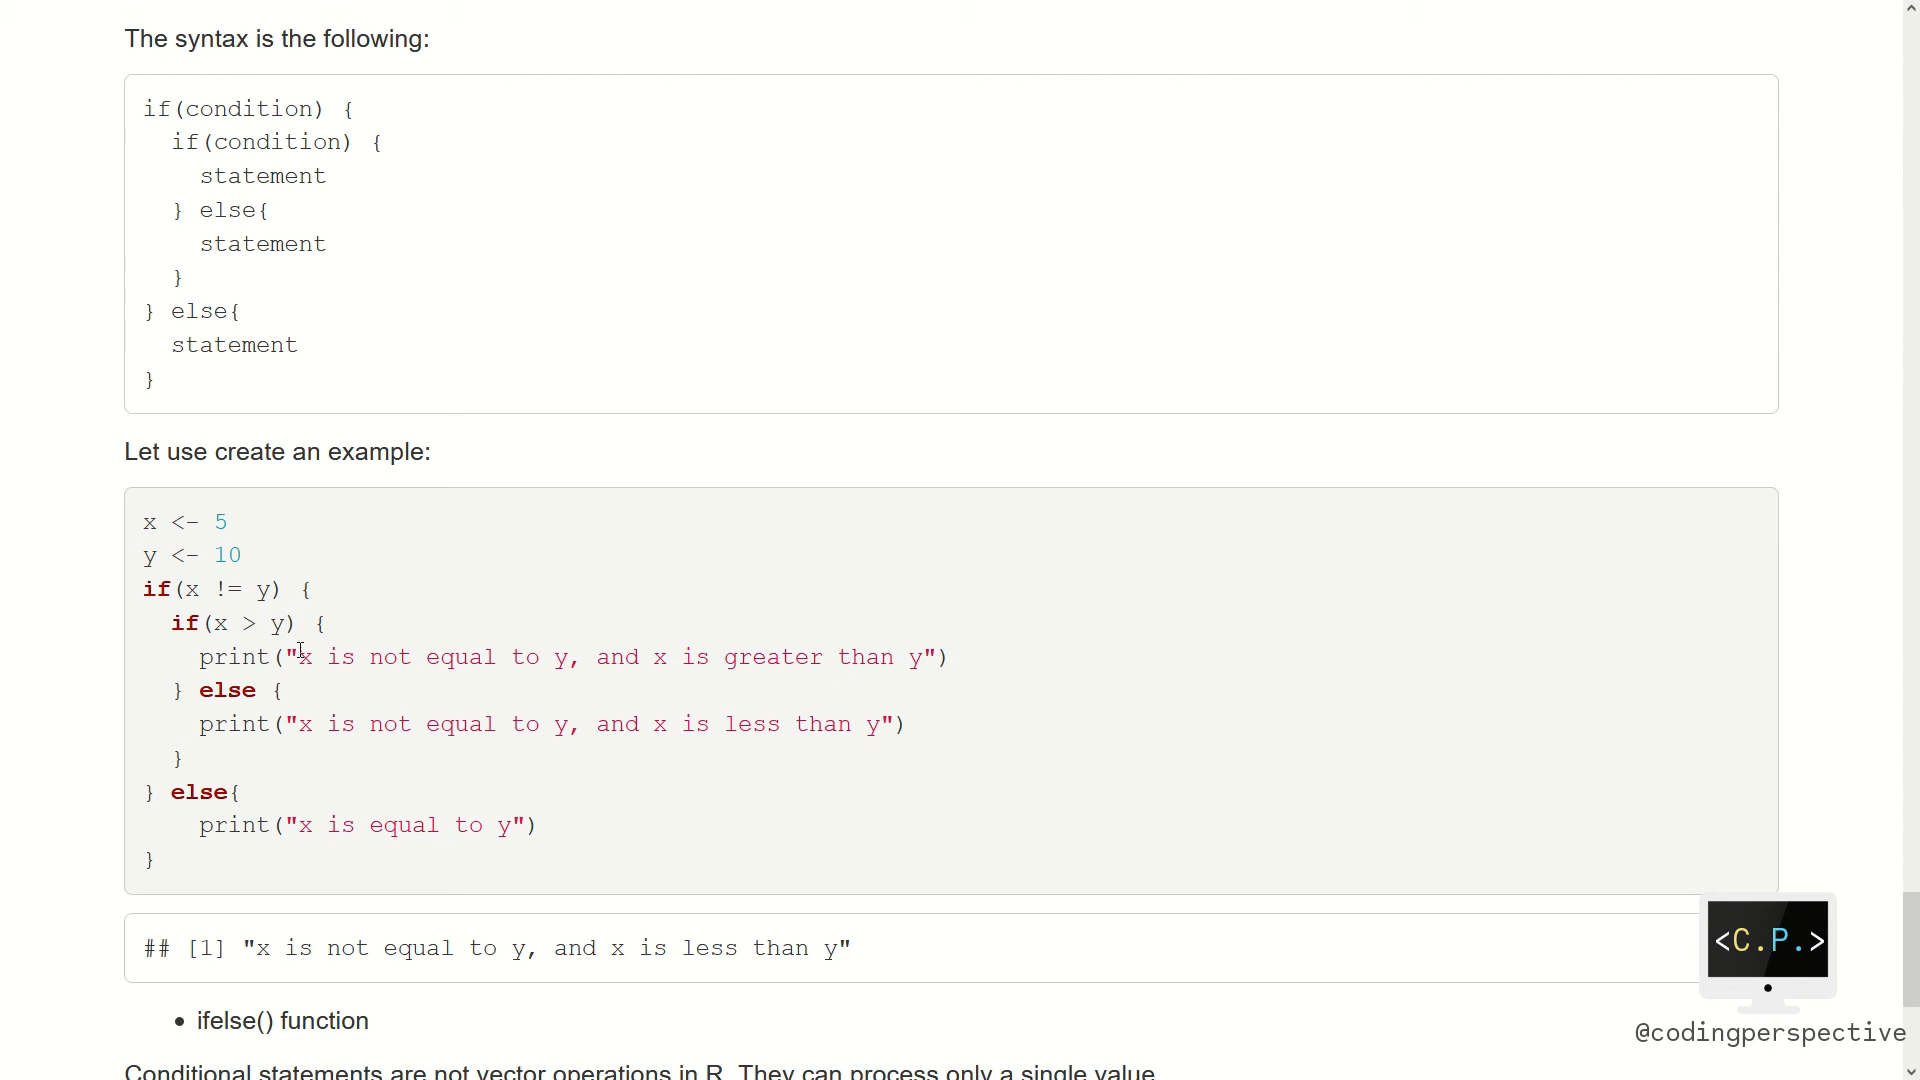 The syntax is the following:
if(condition) {
  if(condition) {
    statement
  } else{
    statement
  }
} else{
  statement
}
Let use create an example:
x <- 5
y <- 10
if(x != y) {
  if(x > y) {
    print("x is not equal to y, and x is greater than y")
  } else {
    print("x is not equal to y, and x is less than y")
  }
} else{
    print("x is equal to y")
}
## [1] "x is not equal to y, and x is less than y"
<C.P.>
• ifelse() function
@codingperspective
Conditional statements are not vector operations in R. They can process only a single value.